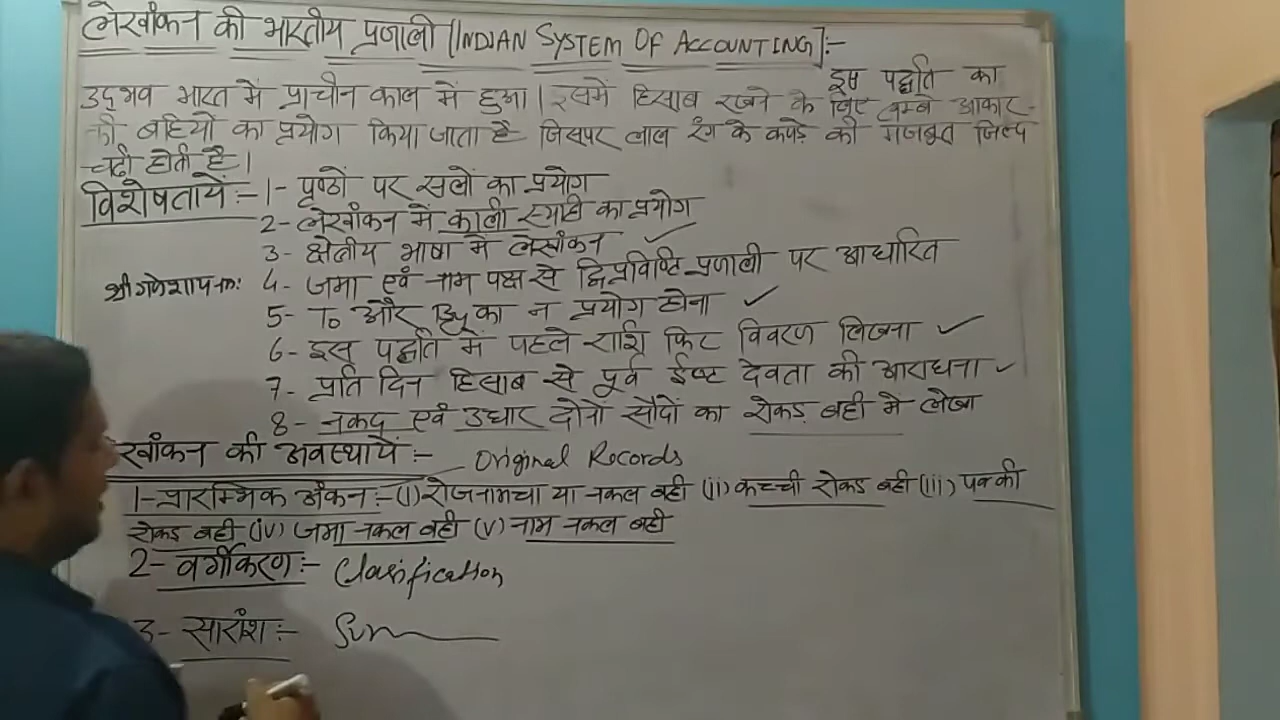 लेखांकन की भारतीय प्रणाली [INDIAN SYSTEM OF ACCOUNTING]:-
इस पद्धति का
उद्भव भारत में प्राचीन काल में हुआ। इसमें हिसाब रखने के लिए लम्बे आकार
की बहियों का प्रयोग किया जाता है जिसपर लाल रंग के कपड़े की मजबूत जिल्द
चढ़ी होती है।
विशेषतायें:- 1- पृष्ठों पर सलों का प्रयोग
2- लेखांकन में काली स्याही का प्रयोग
3- क्षेत्रीय भाषा में लेखांकन ✓
श्री गणेशाय नमः 4- जमा एवं नाम पक्ष से द्विप्रविष्टि प्रणाली पर आधारित
5- To और By का न प्रयोग होना ✓
6- इस पद्धति में पहले राशि फिर विवरण लिखना ✓
7- प्रति दिन हिसाब से पूर्व ईष्ट देवता की आराधना ✓
8- नकद एवं उधार दोनों सौदों का रोकड़ बही में लेखा
खांकन की अवस्थायें:- Original Records
1- प्रारम्भिक अंकन:- (i) रोजनामचा या नकल बही (ii) कच्ची रोकड बही (iii) पक्की
रोकड बही (iv) जमा नकल बही (v) नाम नकल बही
2- वर्गीकरण:- Clasification
3- सारांश:- Sum